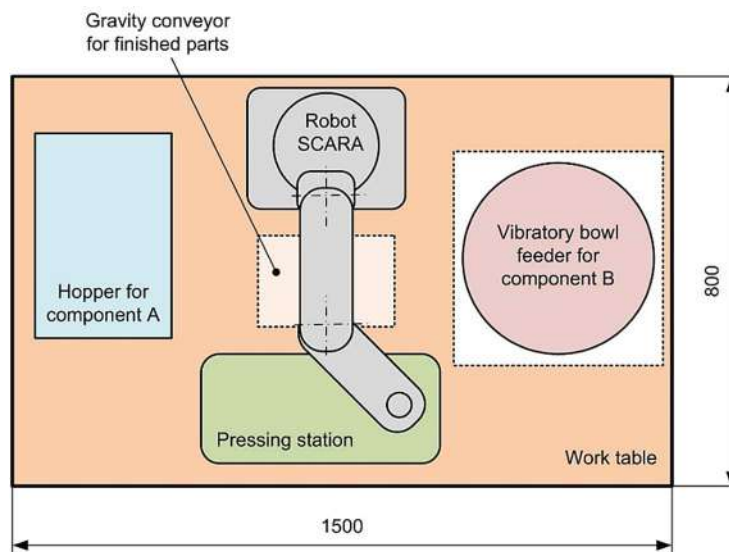 Gravity conveyor
for finished parts
Robot
SCARA
Hopper for
component A
Vibratory bowl
feeder for
component B
Pressing station
Work table
800
1500